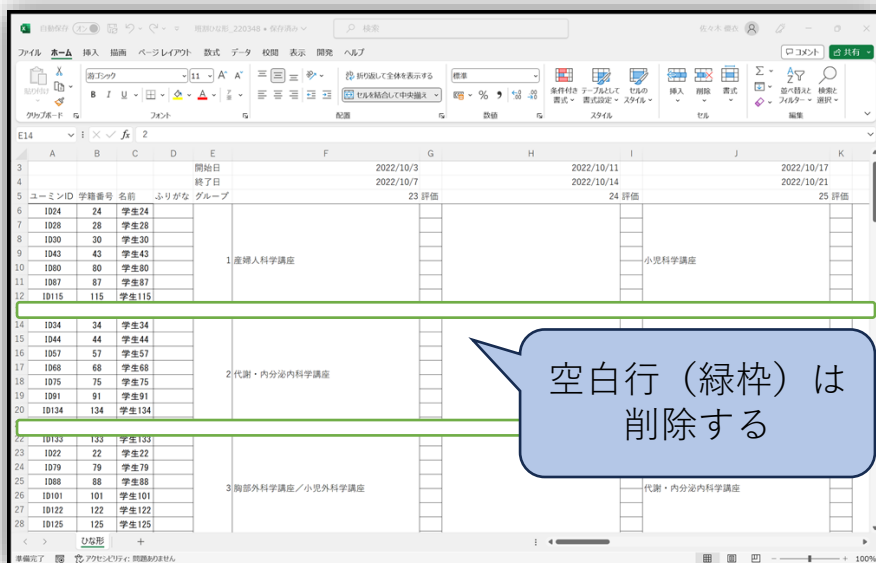 自動保存 オフ 規則ひな形_220348 • 保存済み 検索 佐々木 修次
ファイル ホーム 挿入 描画 ページ レイアウト 数式 データ 校閲 表示 開発 ヘルプ コメント 共有
貼り付け 游ゴシック 11 A A 折り返して全体を表示する 標準 条件付き テーブルとして セルの 挿入 削除 書式 並べ替えと 検索と
B I U A セルを結合して中央揃え % 書式 書式設定 スタイル フィルター 選択
クリップボード フォント 配置 数値 スタイル セル 編集
E14 fx 2
A B C D E F G H I J K
3 開始日 2022/10/3 2022/10/11 2022/10/17
4 終了日 2022/10/7 2022/10/14 2022/10/21
5 ユーミンID 学籍番号 名前 ふりがな グループ 23 評価 24 評価 25 評価
6 ID24 24 学生24
7 ID28 28 学生28
8 ID30 30 学生30
9 ID43 43 学生43 1 産婦人科学講座 小児科学講座
10 ID80 80 学生80
11 ID87 87 学生87
12 ID115 115 学生115
14 ID34 34 学生34
15 ID44 44 学生44
16 ID57 57 学生57
17 ID68 68 学生68 2 代謝・内分泌内科学講座
18 ID75 75 学生75
19 ID91 91 学生91
20 ID134 134 学生134
空白行（緑枠）は
削除する
22 ID133 133 学生133
23 ID22 22 学生22
24 ID79 79 学生79
25 ID88 88 学生88 3 胸部外科学講座／小児外科学講座 代謝・内分泌内科学講座
26 ID101 101 学生101
27 ID122 122 学生122
28 ID125 125 学生125
ひな形 +
準備完了 アクセシビリティ: 問題ありません 100%